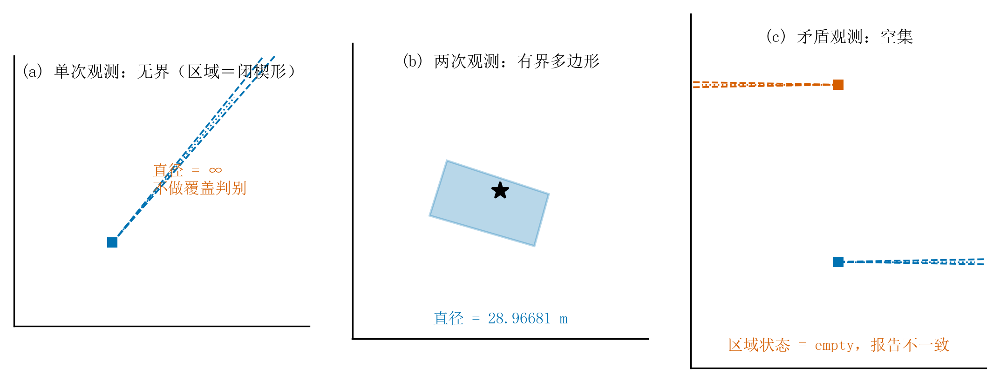 (a) 单次观测：无界（区域＝闭楔形）
直径 = ∞
不做覆盖判别
(b) 两次观测：有界多边形
直径 = 28.96681 m
(c) 矛盾观测：空集
区域状态 = empty，报告不一致